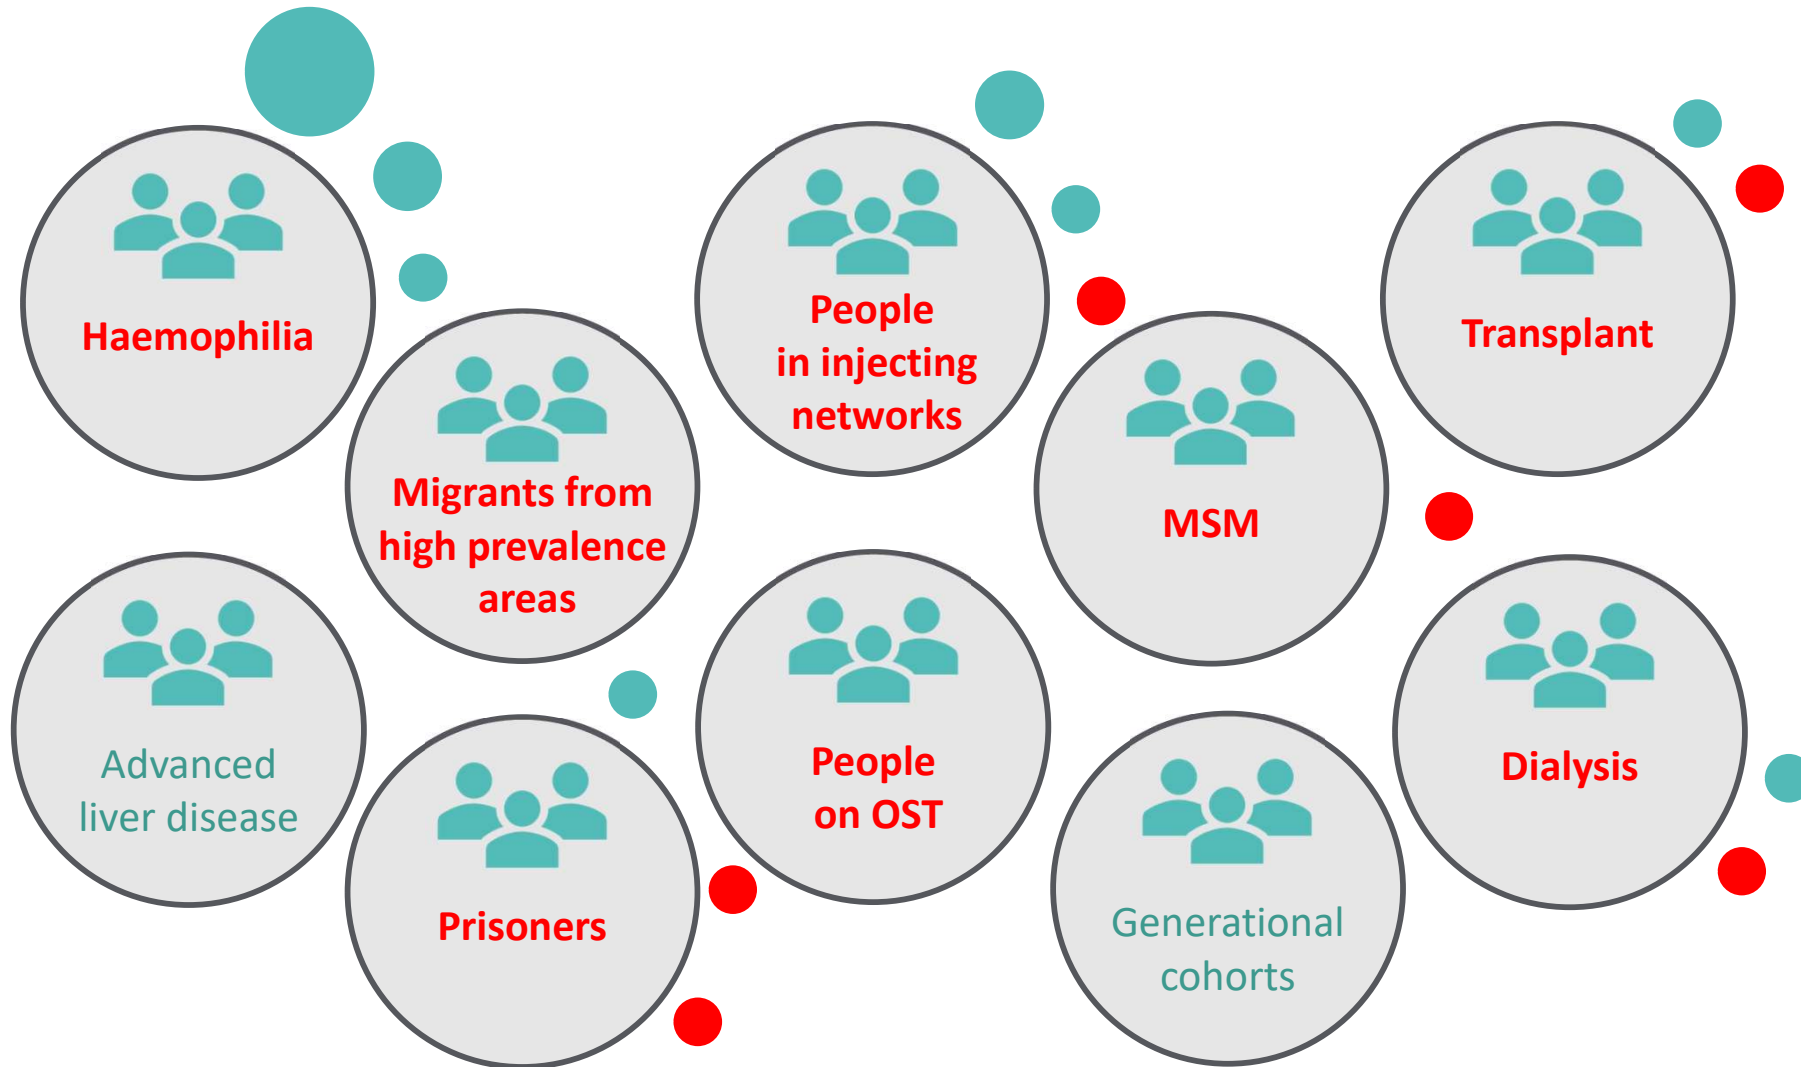 Haemophilia
Migrants from
high prevalence
areas
People
in injecting
networks
MSM
Transplant
Advanced
liver disease
Prisoners
People
on OST
Generational
cohorts
Dialysis